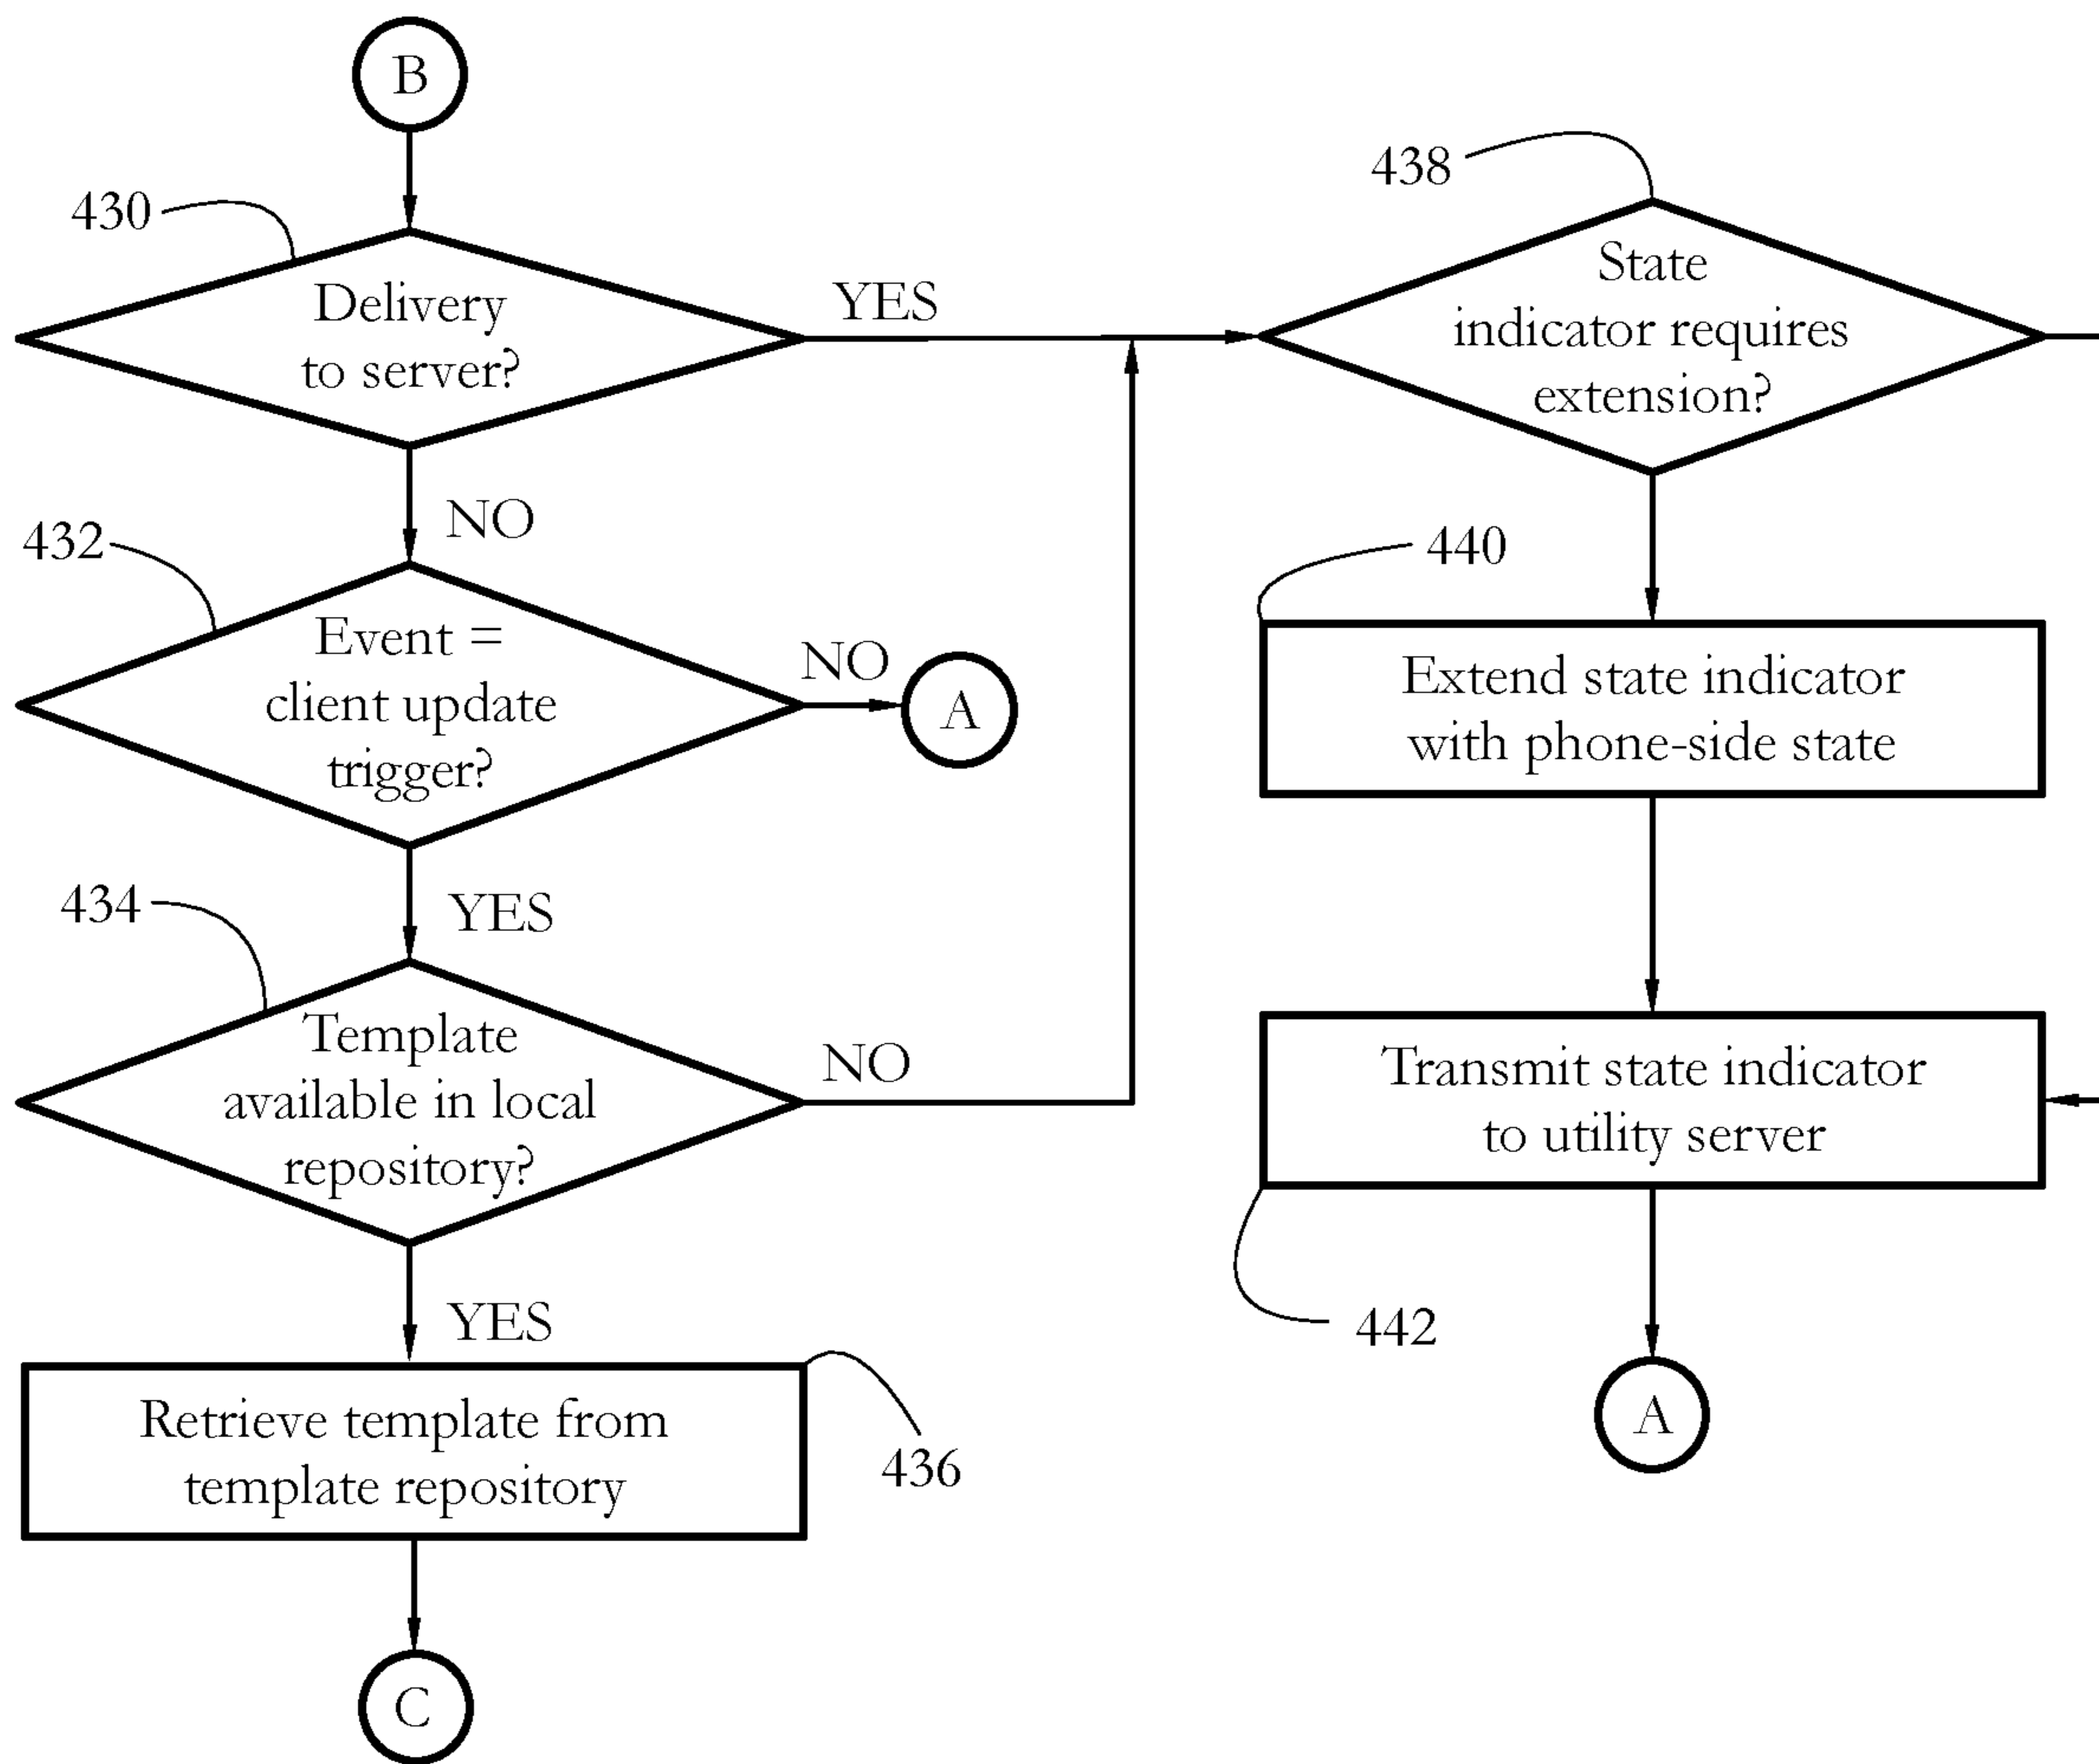 B
430
Delivery
to server?
YES
NO
432
Event =
client update
trigger?
NO
A
YES
434
Template
available in local
repository?
NO
YES
Retrieve template from
template repository
436
C
438
State
indicator requires
extension?
440
Extend state indicator
with phone-side state
Transmit state indicator
to utility server
442
A